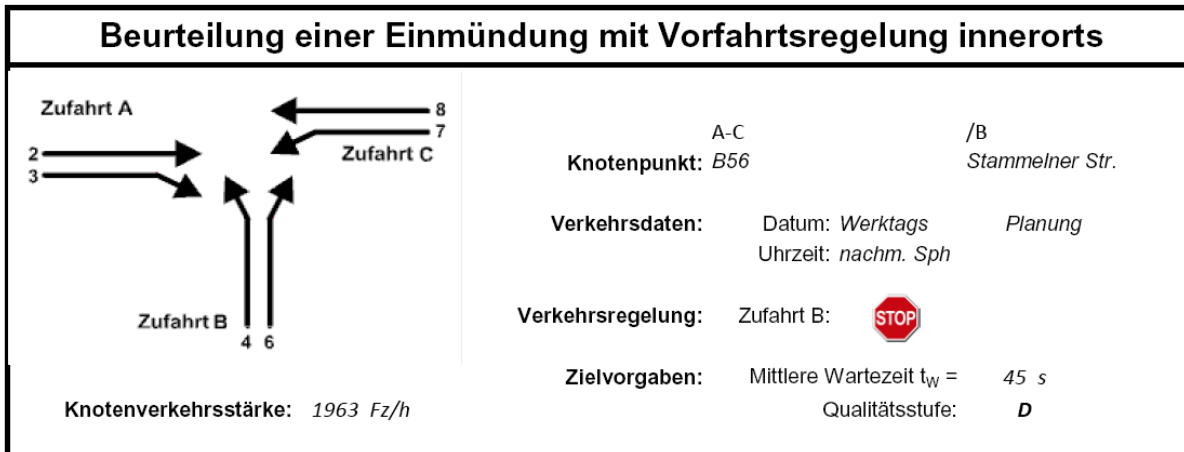 Beurteilung einer Einmündung mit Vorfahrtsregelung innerorts
Zufahrt A
8
7
Zufahrt C
2
3
Zufahrt B
4 6
Knotenverkehrsstärke: 1963 Fz/h
A-C /B
Knotenpunkt: B56 Stammelner Str.
Verkehrsdaten: Datum: Werktags Planung
Uhrzeit: nachm. Sph
Verkehrsregelung: Zufahrt B: STOP
Zielvorgaben: Mittlere Wartezeit tW = 45 s
Qualitätsstufe: D